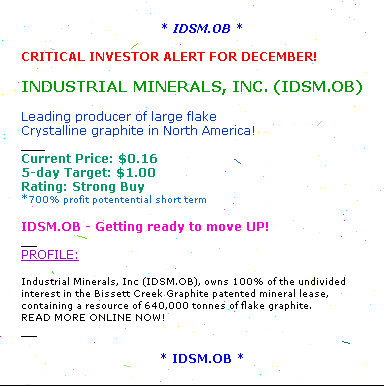 * IDSM.OB *
CRITICAL INVESTOR ALERT FOR DECEMBER!
INDUSTRIAL MINERALS, INC. (IDSM.OB)
Leading producer of large flake
Crystalline graphite in North America!
Current Price: $0.16
5-day Target: $1.00
Rating: Strong Buy
*700% profit potentential short term
IDSM.OB - Getting ready to move UP!
PROFILE:
Industrial Minerals, Inc (IDSM.OB), owns 100% of the undivided
interest in the Bissett Creek Graphite patented mineral lease,
containing a resource of 640,000 tonnes of flake graphite.
READ MORE ONLINE NOW!
* IDSM.OB *